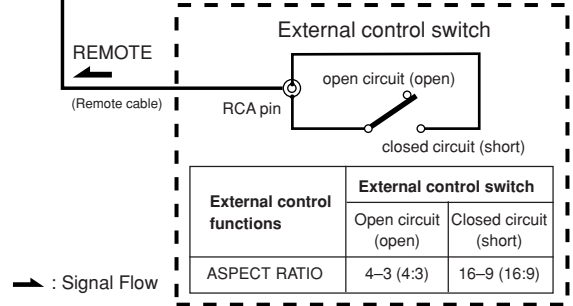 External control switch
REMOTE
open circuit (open)
(Remote cable)
RCA pin
closed circuit (short)
External control
functions
External control switch
Open circuit
(open)
Closed circuit
(short)
ASPECT RATIO
4–3 (4:3)
16–9 (16:9)
: Signal Flow